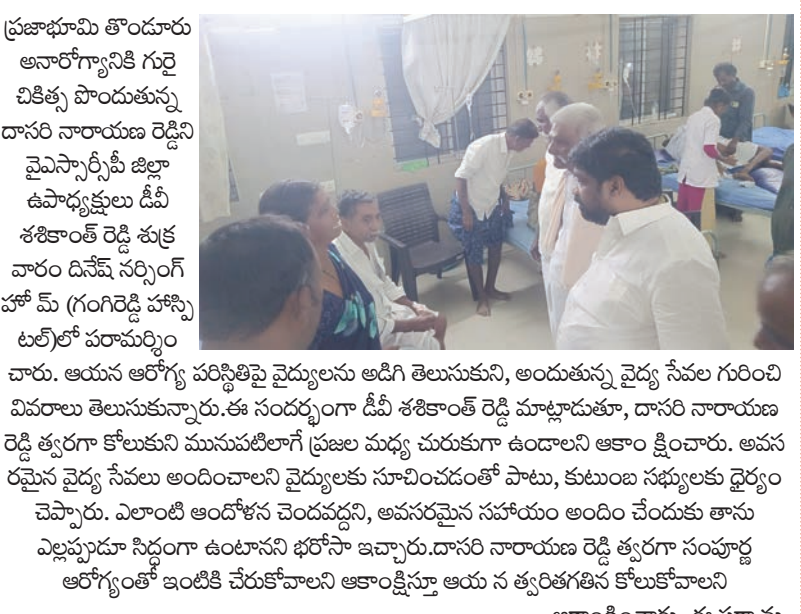 ప్రజాభూమి తొండూరు
అనారోగ్యానికి గురై
చికిత్స పొందుతున్న
దాసరి నారాయణ రెడ్డిని
వైఎస్సార్సీపీ జిల్లా
ఉపాధ్యక్షులు డీవీ
శశికాంత్ రెడ్డి శుక్ర
వారం దినేష్ నర్సింగ్
హో మ్ (గంగిరెడ్డి హాస్పి
టల్)లో పరామర్శిం
చారు. ఆయన ఆరోగ్య పరిస్థితిపై వైద్యులను అడిగి తెలుసుకుని, అందుతున్న వైద్య సేవల గురించి
వివరాలు తెలుసుకున్నారు.ఈ సందర్భంగా డీవీ శశికాంత్ రెడ్డి మాట్లాడుతూ, దాసరి నారాయణ
రెడ్డి త్వరగా కోలుకుని మునుపటిలాగే ప్రజల మధ్య చురుకుగా ఉండాలని ఆకాం క్షించారు. అవస
రమైన వైద్య సేవలు అందించాలని వైద్యులకు సూచించడంతో పాటు, కుటుంబ సభ్యులకు ధైర్యం
చెప్పారు. ఎలాంటి ఆందోళన చెందవద్దని, అవసరమైన సహాయం అందిం చేందుకు తాను
ఎల్లప్పుడూ సిద్ధంగా ఉంటానని భరోసా ఇచ్చారు.దాసరి నారాయణ రెడ్డి త్వరగా సంపూర్ణ
ఆరోగ్యంతో ఇంటికి చేరుకోవాలని ఆకాంక్షిస్తూ ఆయ న త్వరితగతిన కోలుకోవాలని